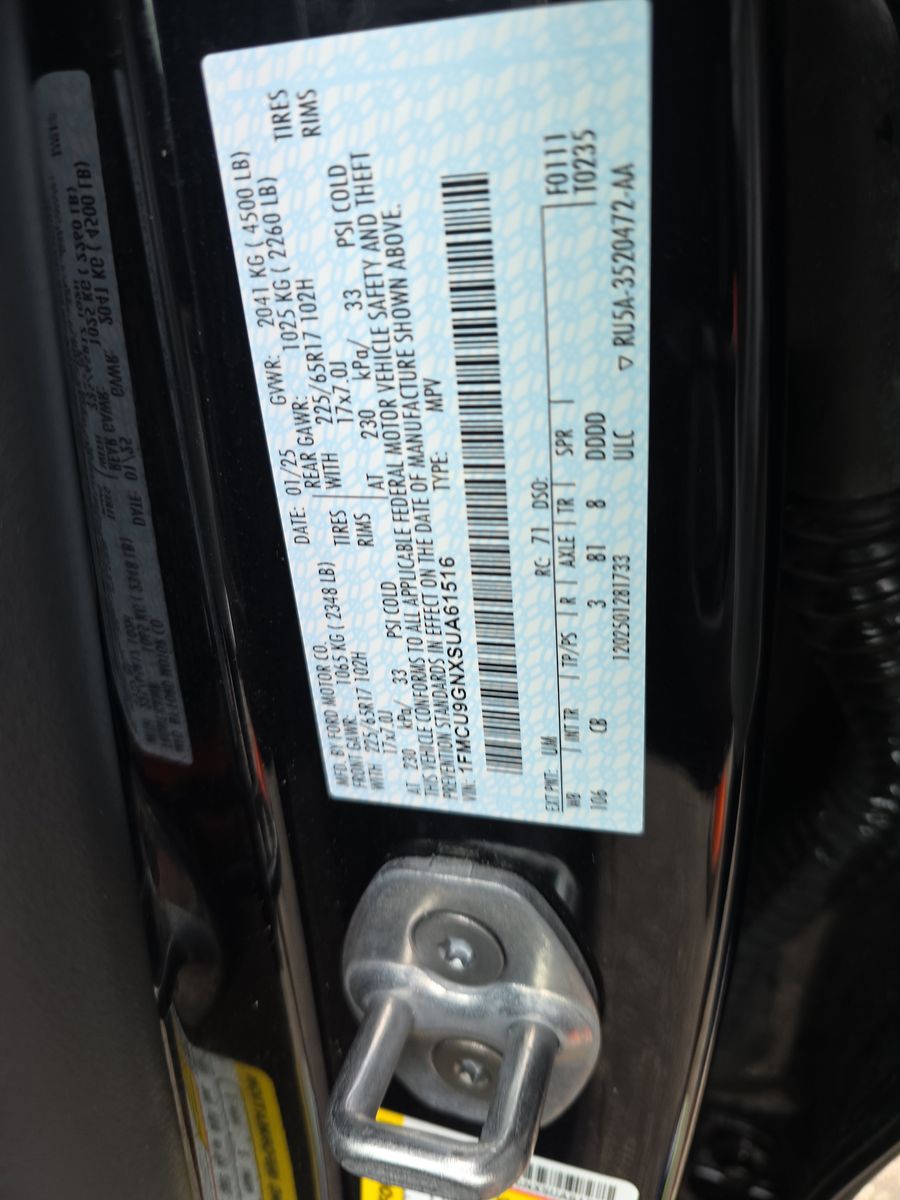 MFD. BY FORD MOTOR CO.
DATE: 01/25 GVWR: 2041 KG ( 4500 LB)
FRONT GAWR: 1065 KG ( 2348 LB)
REAR GAWR: 1025 KG ( 2260 LB)
WITH 225/65R17 102H TIRES
WITH 225/65R17 102H TIRES
17x7.0J RIMS
17x7.0J RIMS
AT 230 kPa/ 33 PSI COLD
AT 230 kPa/ 33 PSI COLD
THIS VEHICLE CONFORMS TO ALL APPLICABLE FEDERAL MOTOR VEHICLE SAFETY AND THEFT
PREVENTION STANDARDS IN EFFECT ON THE DATE OF MANUFACTURE SHOWN ABOVE.
VIN: 1FMCU9GNXSUA61516 TYPE: MPV
F0111
EXT PNT: UM RC: 71 DSO: T0235
WB INT TR TP/PS R AXLE TR SPR
106 CB 3 81 8 DDDD
1202501281733 ULC ▽ RU5A-3520472-AA